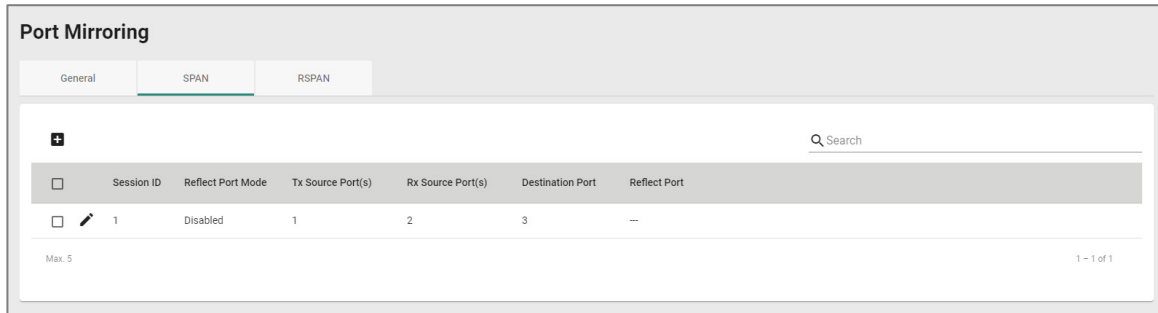 Port Mirroring
General SPAN RSPAN
Search
Session ID Reflect Port Mode Tx Source Port(s) Rx Source Port(s) Destination Port Reflect Port
1 Disabled 1 2 3 ---
Max. 5 1 – 1 of 1